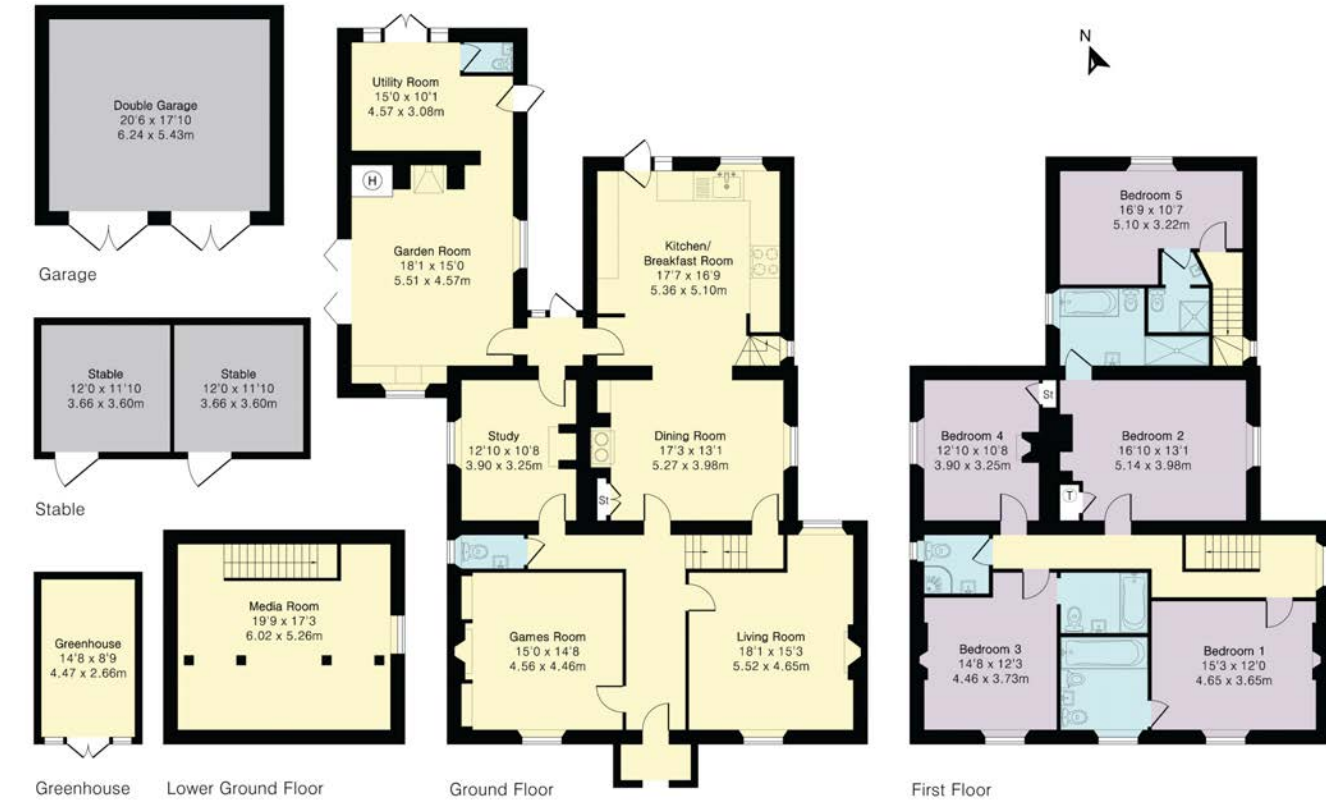 Double Garage
20'6 x 17'10
6.24 x 5.43m
Garage
Stable
12'0 x 11'10
3.66 x 3.60m
Stable
12'0 x 11'10
3.66 x 3.60m
Stable
Greenhouse
14'8 x 8'9
4.47 x 2.66m
Greenhouse
Media Room
19'9 x 17'3
6.02 x 5.26m
Lower Ground Floor
Utility Room
15'0 x 10'1
4.57 x 3.08m
H
Garden Room
18'1 x 15'0
5.51 x 4.57m
Kitchen/
Breakfast Room
17'7 x 16'9
5.36 x 5.10m
Study
12'10 x 10'8
3.90 x 3.25m
Dining Room
17'3 x 13'1
5.27 x 3.98m
St
Games Room
15'0 x 14'8
4.56 x 4.46m
Living Room
18'1 x 15'3
5.52 x 4.65m
Ground Floor
N
Bedroom 5
16'9 x 10'7
5.10 x 3.22m
St
Bedroom 4
12'10 x 10'8
3.90 x 3.25m
Bedroom 2
16'10 x 13'1
5.14 x 3.98m
T
Bedroom 3
14'8 x 12'3
4.46 x 3.73m
Bedroom 1
15'3 x 12'0
4.65 x 3.65m
First Floor